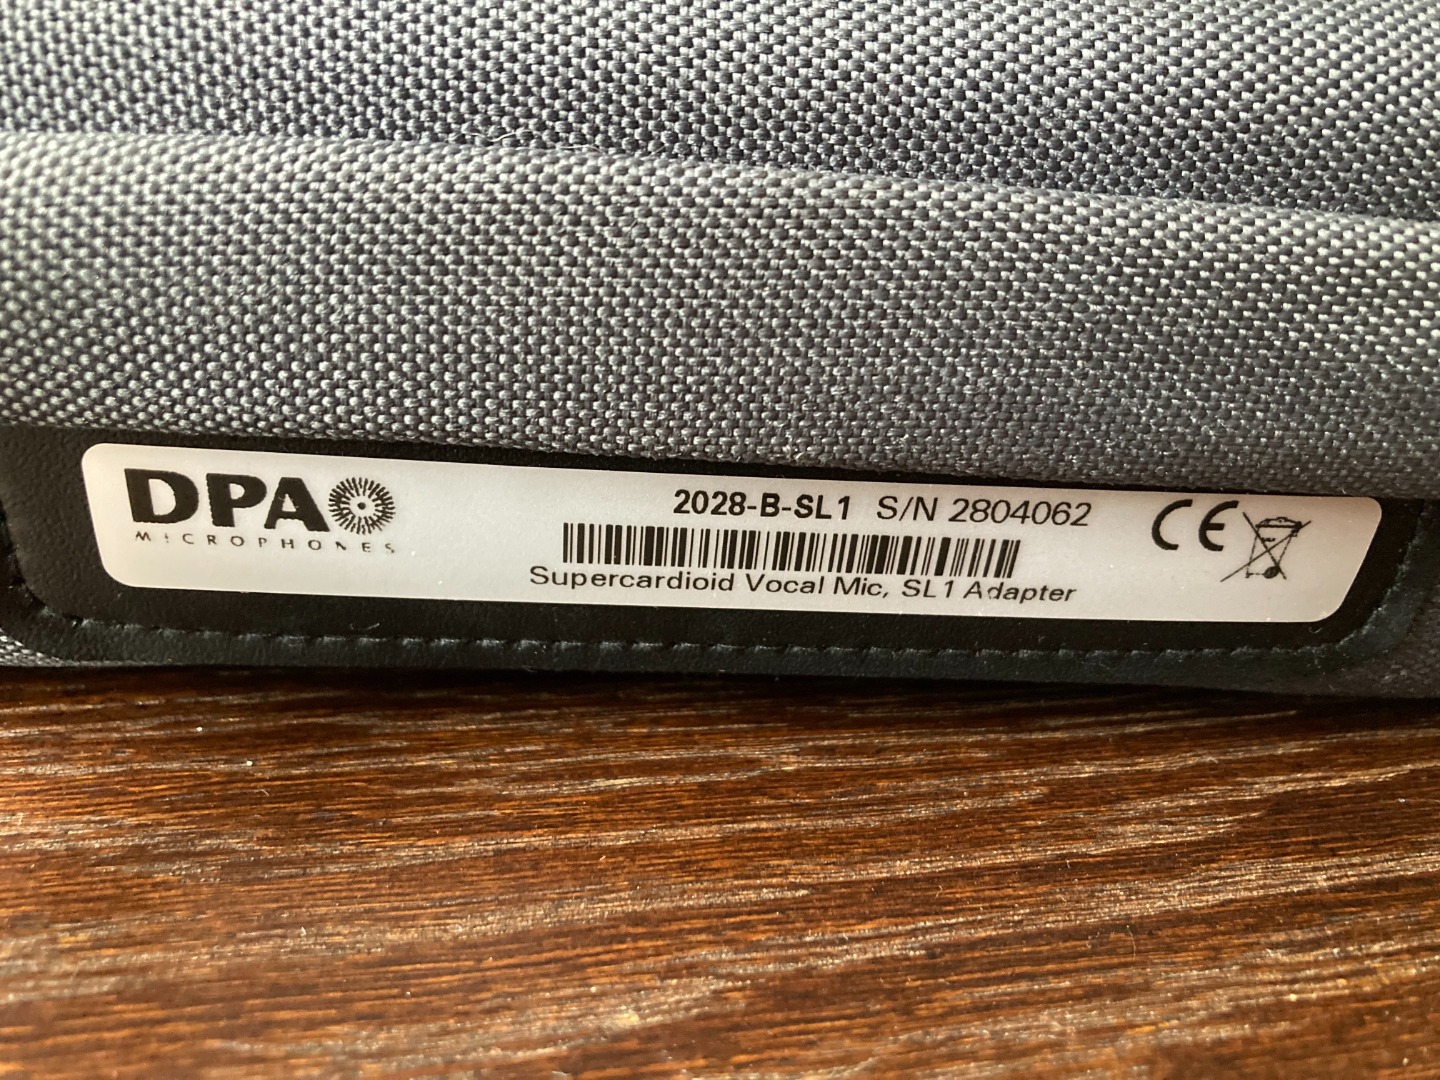 DPA
MICROPHONES
2028-B-SL1 S/N 2804062
Supercardioid Vocal Mic, SL1 Adapter
CE